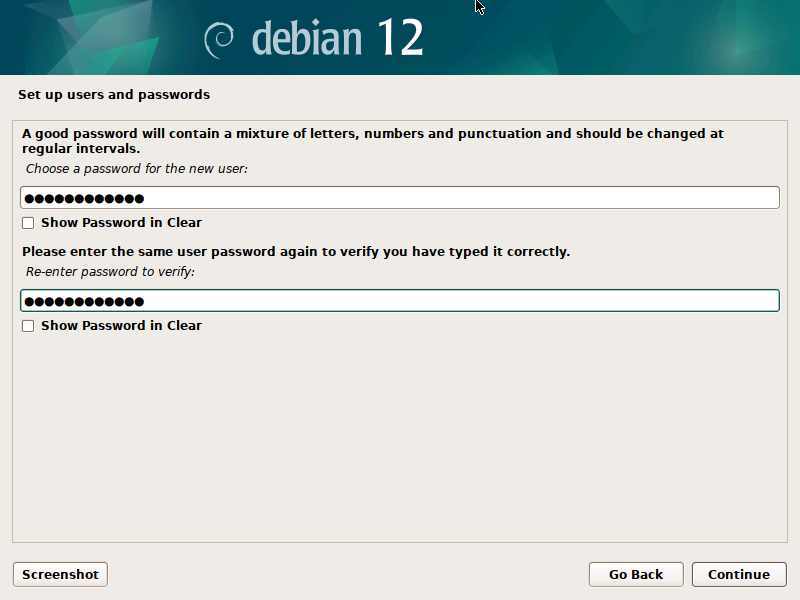 debian 12
Set up users and passwords
A good password will contain a mixture of letters, numbers and punctuation and should be changed at
regular intervals.
Choose a password for the new user:
●●●●●●●●●●●●
Show Password in Clear
Please enter the same user password again to verify you have typed it correctly.
Re-enter password to verify:
●●●●●●●●●●●●
Show Password in Clear
Screenshot
Go Back
Continue